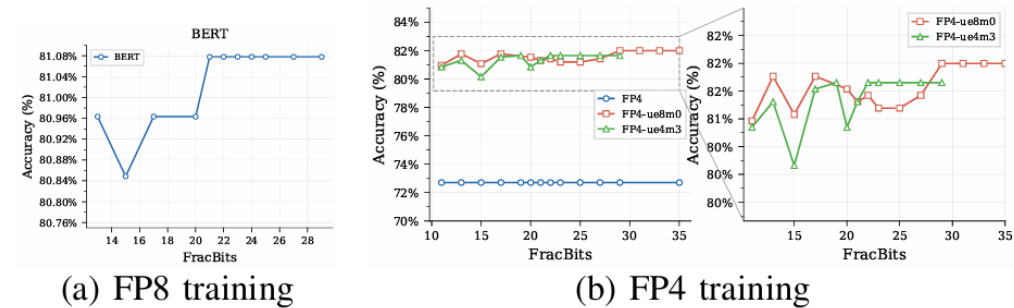 BERT
BERT
81.08%
81.04%
81.00%
80.96%
80.92%
80.88%
80.84%
80.80%
80.76%
Accuracy (%)
14 16 18 20 22 24 26 28
FracBits
(a) FP8 training
84%
82%
80%
78%
76%
74%
72%
70%
Accuracy (%)
FP4
FP4-ue8m0
FP4-ue4m3
10 15 20 25 30 35
FracBits
FP4-ue8m0
FP4-ue4m3
82%
82%
82%
81%
80%
80%
80%
Accuracy (%)
15 20 25 30 35
FracBits
(b) FP4 training